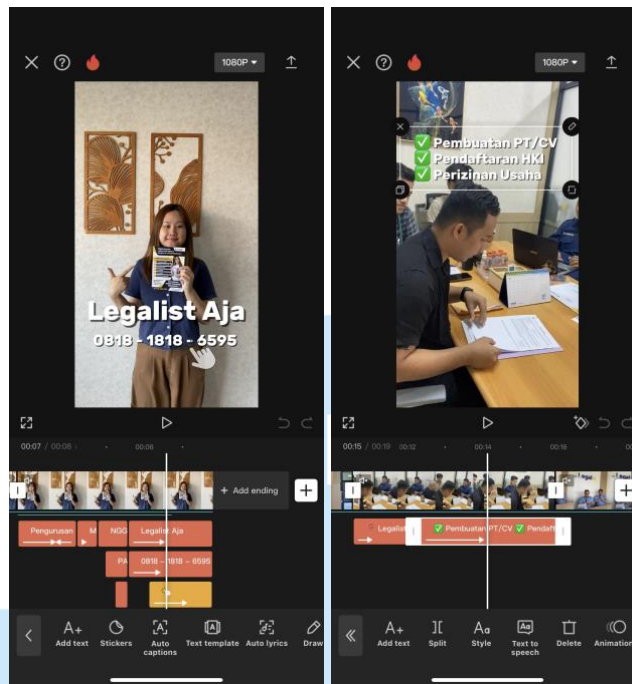 1080P
Legalist Aja
0818 - 1818 - 6595
00:07 / 00:08
00:06
+ Add ending
Pengurusan
M
NGG
Legalist Aja
PA
0818 - 1818 - 6595
A+
Add text
Stickers
Auto captions
Text template
Auto lyrics
Draw
1080P
✅ Pembuatan PT/CV
✅ Pendaftaran HKI
✅ Perizinan Usaha
00:15 / 00:19
00:12
00:14
00:16
Legalist
✅ Pembuatan PT/CV ✅ Pendaft
A+
Add text
Split
Style
Text to speech
Delete
Animation